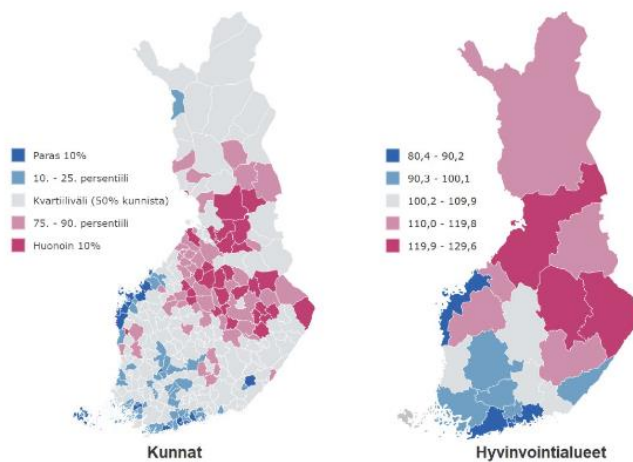 Paras 10%
10. - 25. persentiili
Kvartiiliväli (50% kunnista)
75. - 90. persentiili
Huonoin 10%
Kunnat
80,4 - 90,2
90,3 - 100,1
100,2 - 109,9
110,0 - 119,8
119,9 - 129,6
Hyvinvointialueet